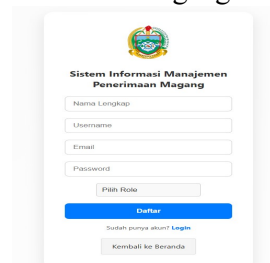 Sistem Informasi Manajemen
Penerimaan Magang
Nama Lengkap
Username
Email
Password
Pilih Role
Daftar
Sudah punya akun? Login
Kembali ke Beranda